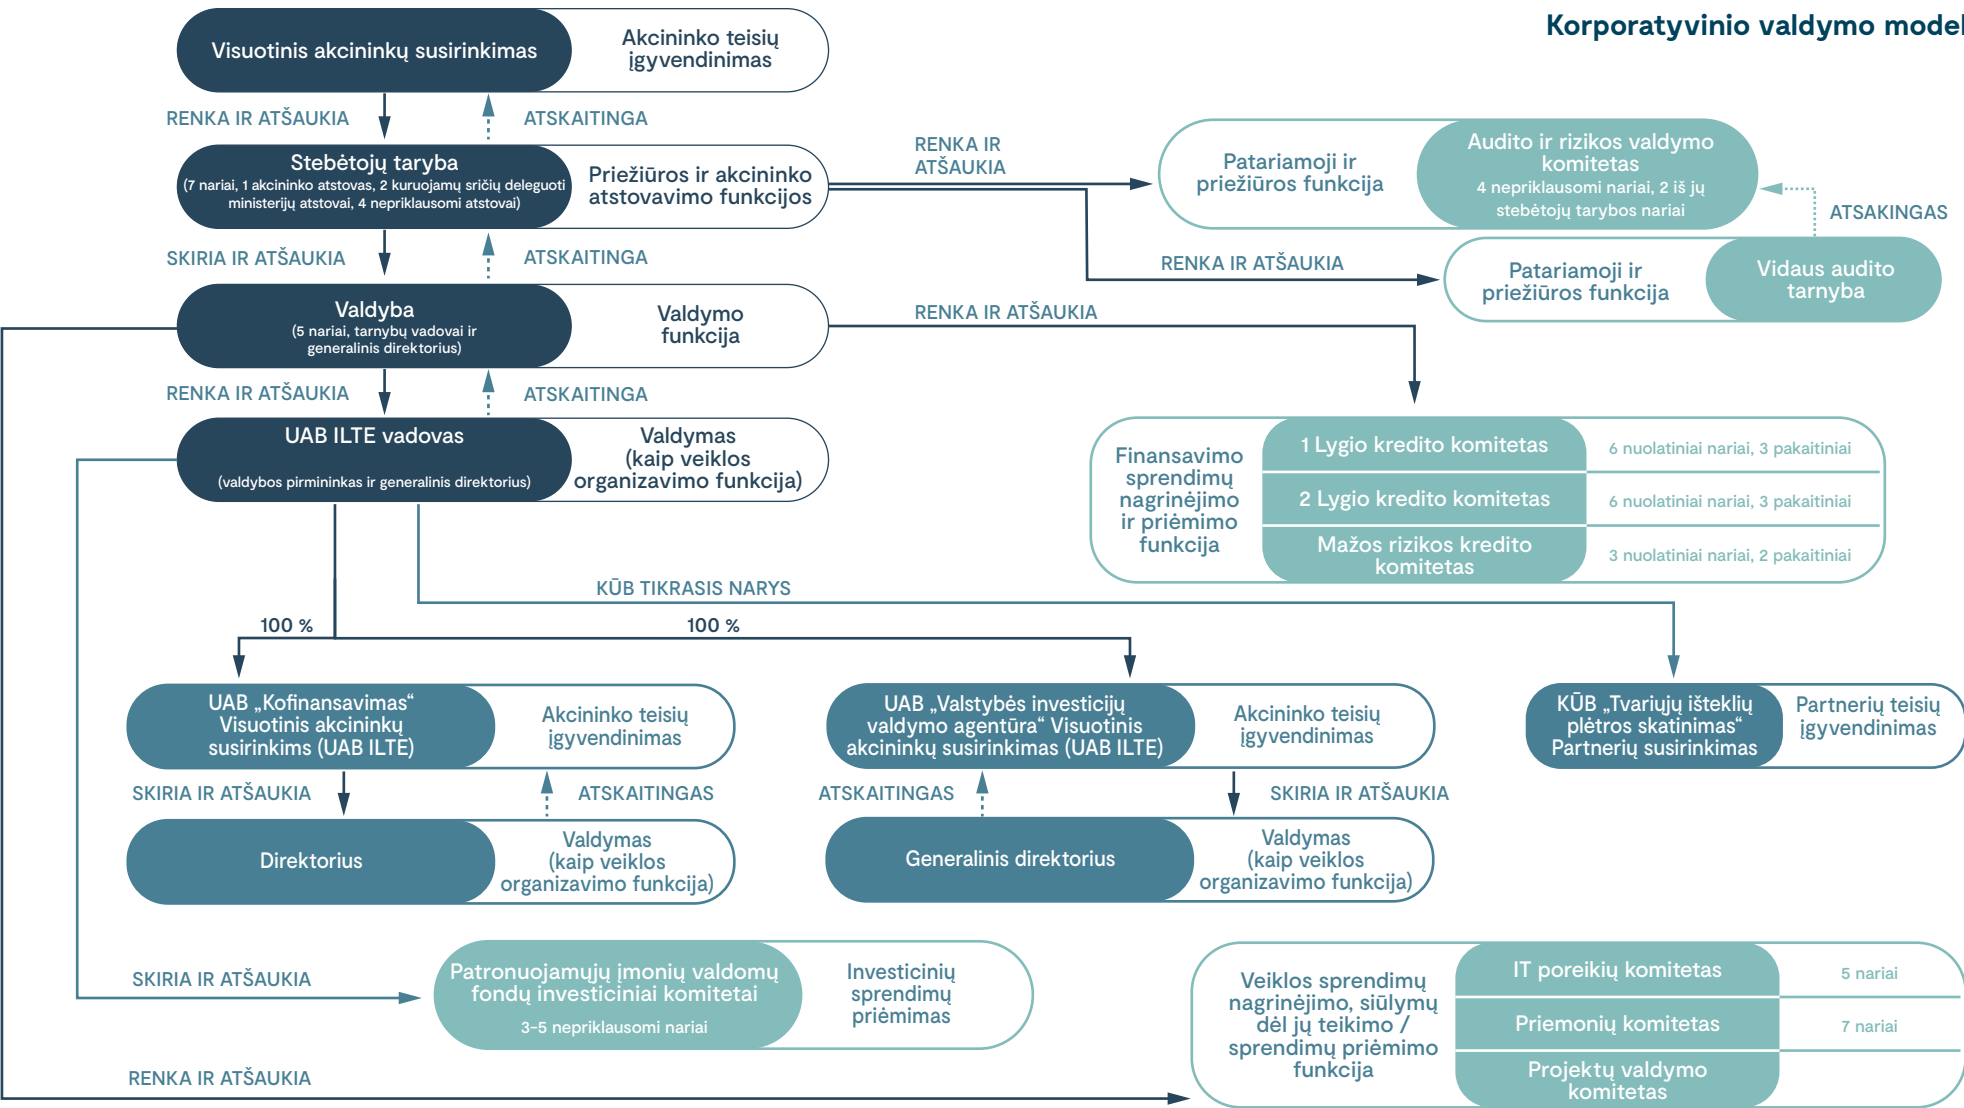 Korporatyvinio valdymo model
Visuotinis akcininkų susirinkimas
Akcininko teisių
įgyvendinimas
RENKA IR ATŠAUKIA
ATSKAITINGA
Stebėtojų taryba
(7 nariai, 1 akcininko atstovas, 2 kuruojamų sričių deleguoti
ministerijų atstovai, 4 nepriklausomi atstovai)
Priežiūros ir akcininko
atstovavimo funkcijos
RENKA IR
ATŠAUKIA
Patariamoji ir
priežiūros funkcija
Audito ir rizikos valdymo
komitetas
4 nepriklausomi nariai, 2 iš jų
stebėtojų tarybos nariai
ATSAKINGAS
SKIRIA IR ATŠAUKIA
ATSKAITINGA
RENKA IR ATŠAUKIA
Patariamoji ir
priežiūros funkcija
Vidaus audito
tarnyba
Valdyba
(5 nariai, tarnybų vadovai ir
generalinis direktorius)
Valdymo
funkcija
RENKA IR ATŠAUKIA
RENKA IR ATŠAUKIA
ATSKAITINGA
UAB ILTE vadovas
(valdybos pirmininkas ir generalinis direktorius)
Valdymas
(kaip veiklos
organizavimo funkcija)
Finansavimo
sprendimų
nagrinėjimo
ir priėmimo
funkcija
1 Lygio kredito komitetas
6 nuolatiniai nariai, 3 pakaitiniai
2 Lygio kredito komitetas
6 nuolatiniai nariai, 3 pakaitiniai
Mažos rizikos kredito
komitetas
3 nuolatiniai nariai, 2 pakaitiniai
KŪB TIKRASIS NARYS
100 %
100 %
UAB „Kofinansavimas“
Visuotinis akcininkų
susirinkims (UAB ILTE)
Akcininko teisių
įgyvendinimas
UAB „Valstybės investicijų
valdymo agentūra“ Visuotinis
akcininkų susirinkimas (UAB ILTE)
Akcininko teisių
įgyvendinimas
KŪB „Tvariųjų išteklių
plėtros skatinimas“
Partnerių susirinkimas
Partnerių teisių
įgyvendinimas
SKIRIA IR ATŠAUKIA
ATSKAITINGAS
ATSKAITINGAS
SKIRIA IR ATŠAUKIA
Direktorius
Valdymas
(kaip veiklos
organizavimo funkcija)
Generalinis direktorius
Valdymas
(kaip veiklos
organizavimo funkcija)
SKIRIA IR ATŠAUKIA
Patronuojamųjų įmonių valdomų
fondų investiciniai komitetai
3-5 nepriklausomi nariai
Investicinių
sprendimų
priėmimas
Veiklos sprendimų
nagrinėjimo, siūlymų
dėl jų teikimo /
sprendimų priėmimo
funkcija
IT poreikių komitetas
5 nariai
Priemonių komitetas
7 nariai
Projektų valdymo
komitetas
RENKA IR ATŠAUKIA